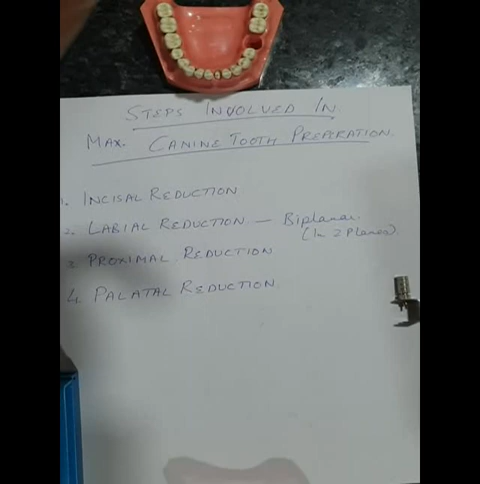 STEPS INVOLVED IN
MAX. CANINE TOOTH PREPERATION.
1. INCISAL REDUCTION
2. LABIAL REDUCTION — Biplanar.
(In 2 Planes)
3. PROXIMAL REDUCTION
4. PALATAL REDUCTION.